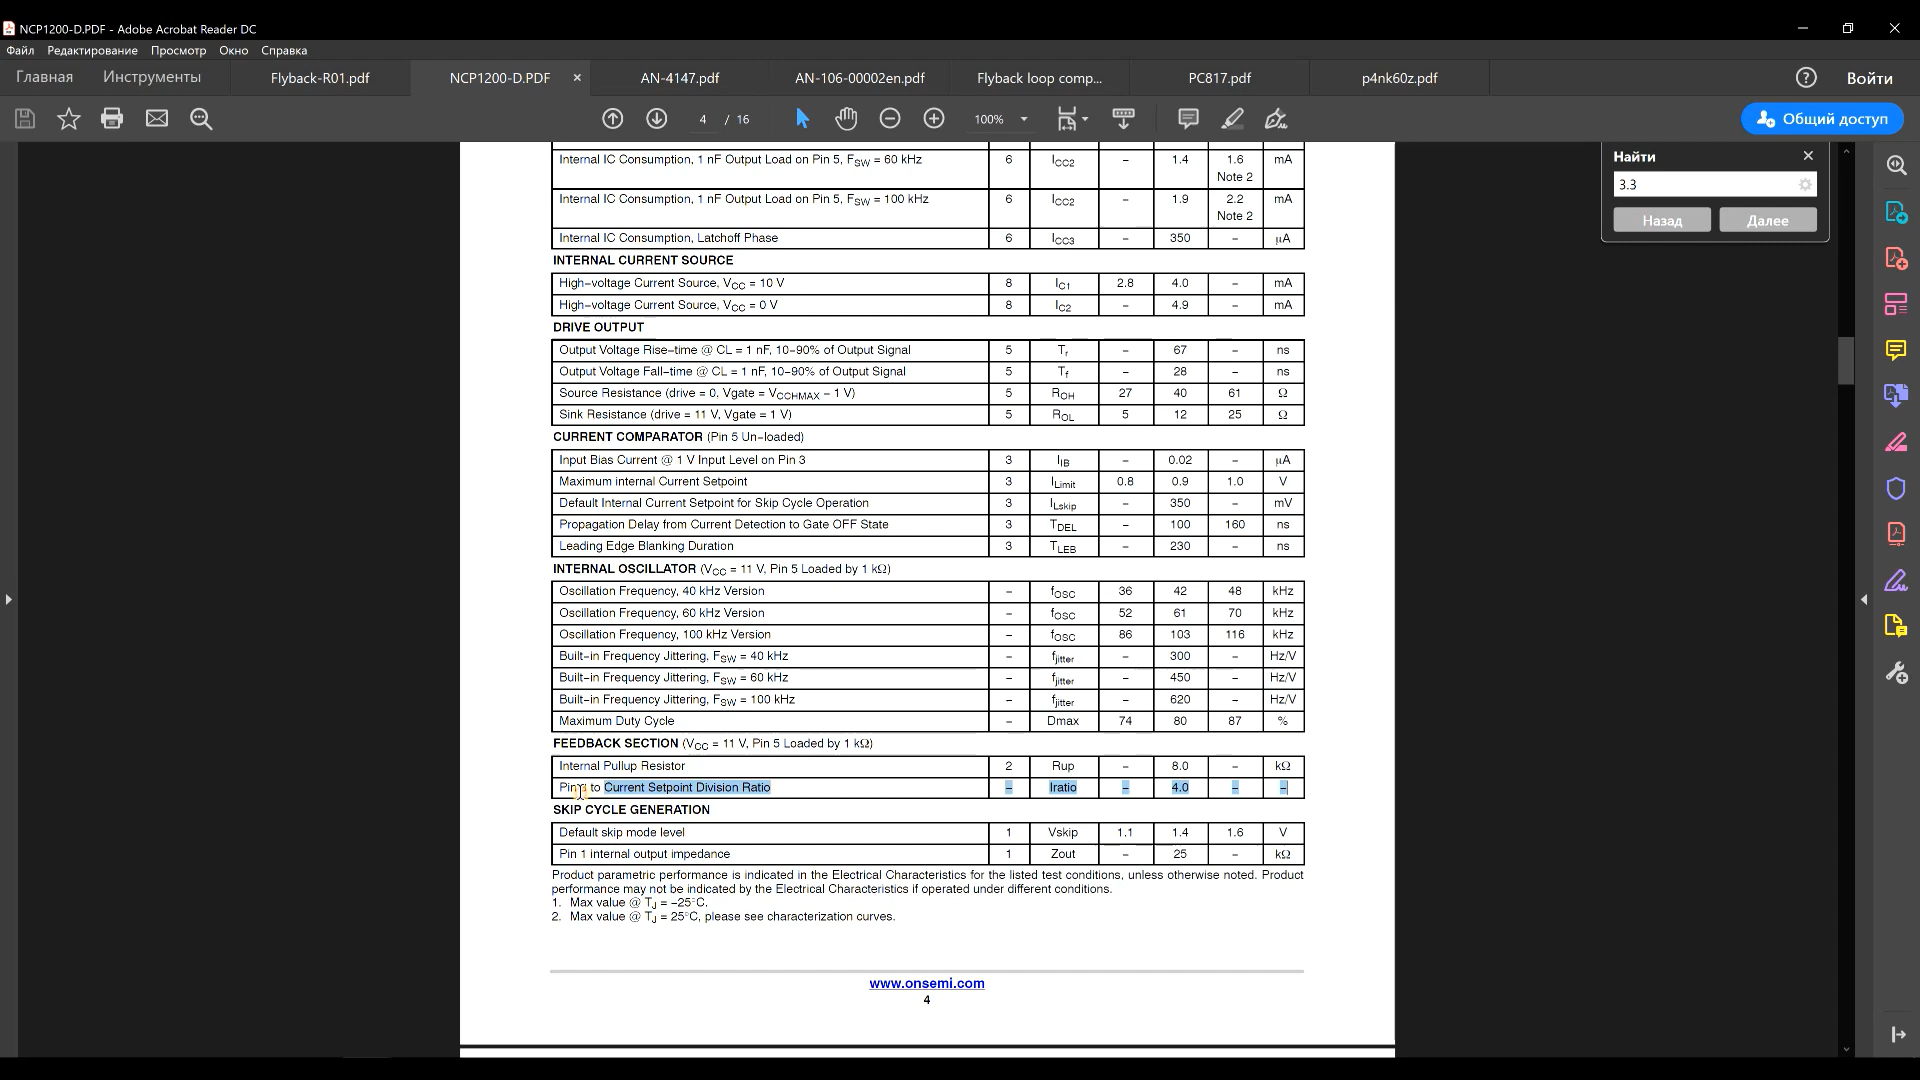 NCP1200-D.PDF - Adobe Acrobat Reader DC
Файл Редактирование Просмотр Окно Справка
Главная Инструменты Flyback-R01.pdf NCP1200-D.PDF × AN-4147.pdf AN-106-00002en.pdf Flyback loop comp... PC817.pdf p4nk60z.pdf ? Войти
4 / 16 100% Общий доступ
Найти
3.3
Назад Далее
Internal IC Consumption, 1 nF Output Load on Pin 5, FSW = 60 kHz 6 ICC2 – 1.4 1.6 mA
Note 2
Internal IC Consumption, 1 nF Output Load on Pin 5, FSW = 100 kHz 6 ICC2 – 1.9 2.2 mA
Note 2
Internal IC Consumption, Latchoff Phase 6 ICC3 – 350 – μA
INTERNAL CURRENT SOURCE
High−voltage Current Source, VCC = 10 V 8 IC1 2.8 4.0 – mA
High−voltage Current Source, VCC = 0 V 8 IC2 – 4.9 – mA
DRIVE OUTPUT
Output Voltage Rise−time @ CL = 1 nF, 10−90% of Output Signal 5 Tr – 67 – ns
Output Voltage Fall−time @ CL = 1 nF, 10−90% of Output Signal 5 Tf – 28 – ns
Source Resistance (drive = 0, Vgate = VCCHMAX − 1 V) 5 ROH 27 40 61 Ω
Sink Resistance (drive = 11 V, Vgate = 1 V) 5 ROL 5 12 25 Ω
CURRENT COMPARATOR (Pin 5 Un−loaded)
Input Bias Current @ 1 V Input Level on Pin 3 3 IIB – 0.02 – μA
Maximum internal Current Setpoint 3 ILimit 0.8 0.9 1.0 V
Default Internal Current Setpoint for Skip Cycle Operation 3 ILskip – 350 – mV
Propagation Delay from Current Detection to Gate OFF State 3 TDEL – 100 160 ns
Leading Edge Blanking Duration 3 TLEB – 230 – ns
INTERNAL OSCILLATOR (VCC = 11 V, Pin 5 Loaded by 1 kΩ)
Oscillation Frequency, 40 kHz Version – fOSC 36 42 48 kHz
Oscillation Frequency, 60 kHz Version – fOSC 52 61 70 kHz
Oscillation Frequency, 100 kHz Version – fOSC 86 103 116 kHz
Built−in Frequency Jittering, FSW = 40 kHz – fjitter – 300 – Hz/V
Built−in Frequency Jittering, FSW = 60 kHz – fjitter – 450 – Hz/V
Built−in Frequency Jittering, FSW = 100 kHz – fjitter – 620 – Hz/V
Maximum Duty Cycle – Dmax 74 80 87 %
FEEDBACK SECTION (VCC = 11 V, Pin 5 Loaded by 1 kΩ)
Internal Pullup Resistor 2 Rup – 8.0 – kΩ
Pin to Current Setpoint Division Ratio – Iratio – 4.0 – –
SKIP CYCLE GENERATION
Default skip mode level 1 Vskip 1.1 1.4 1.6 V
Pin 1 internal output impedance 1 Zout – 25 – kΩ
Product parametric performance is indicated in the Electrical Characteristics for the listed test conditions, unless otherwise noted. Product
performance may not be indicated by the Electrical Characteristics if operated under different conditions.
1. Max value @ TJ = −25°C.
2. Max value @ TJ = 25°C, please see characterization curves.
www.onsemi.com
4